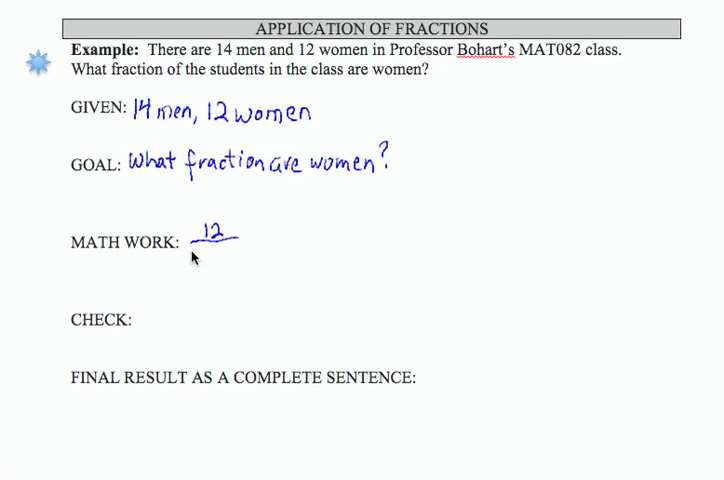 APPLICATION OF FRACTIONS
Example: There are 14 men and 12 women in Professor Bohart's MAT082 class.
What fraction of the students in the class are women?
GIVEN: 14 men, 12 women
GOAL: What fraction are women?
MATH WORK: 12
CHECK:
FINAL RESULT AS A COMPLETE SENTENCE: